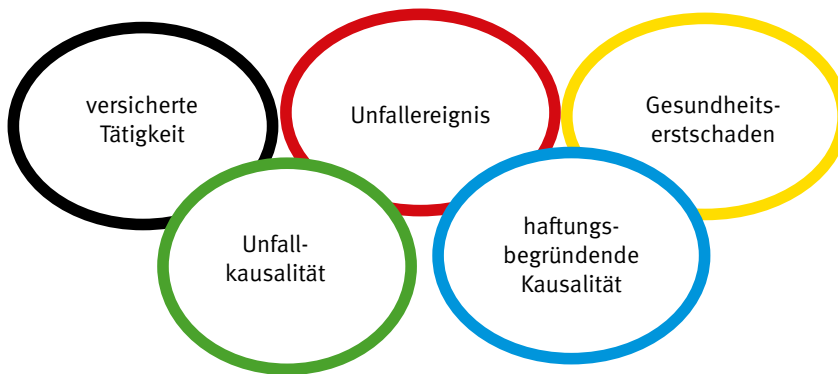 versicherte
Tätigkeit
Unfallereignis
Gesundheits-
erstschaden
Unfall-
kausalität
haftungs-
begründende
Kausalität